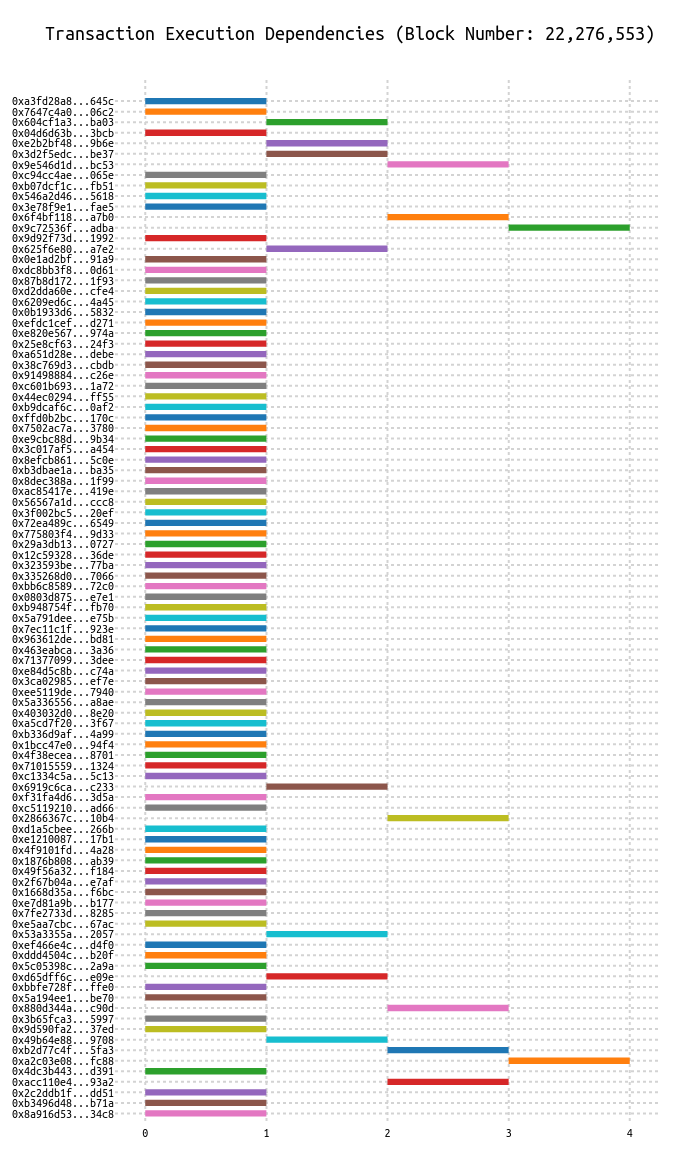 Transaction Execution Dependencies (Block Number: 22,276,553)
0xa3fd28a8...645c
0x7647c4a0...06c2
0x604cf1a3...ba03
0x04d6d63b...3bcb
0xe2b2bf48...9b6e
0x3d2f5edc...be37
0x9e546d1d...bc53
0xc94cc4ae...065e
0xb07dcf1c...fb51
0x546a2d46...5618
0x3e78f9e1...fae5
0x6f4bf118...a7b0
0x9c72536f...adba
0x9d92f73d...1992
0x625f6e80...a7e2
0x0e1ad2bf...91a9
0xdc8bb3f8...0d61
0x87b8d172...1f93
0xd2dda60e...cfe4
0x6209ed6c...4a45
0x0b1933d6...5832
0xefdc1cef...d271
0xe820e567...974a
0x25e8cf63...24f3
0xa651d28e...debe
0x38c769d3...cbdb
0x91498884...c26e
0xc601b693...1a72
0x44ec0294...ff55
0xb9dcaf6c...0af2
0xffd0b2bc...170c
0x7502ac7a...3780
0xe9cbc88d...9b34
0x3c017af5...a454
0x8efcb861...5c0e
0xb3dbae1a...ba35
0x8dec388a...1f99
0xac85417e...419e
0x56567a1d...ccc8
0x3f002bc5...20ef
0x72ea489c...6549
0x775803f4...9d33
0x29a3db13...0727
0x12c59328...36de
0x323593be...77ba
0x335268d0...7066
0xbb6c8589...72c0
0x0803d875...e7e1
0xb948754f...fb70
0x5a791dee...e75b
0x7ec11c1f...923e
0x963612de...bd81
0x463eabca...3a36
0x71377099...3dee
0xe84d5c8b...c74a
0x3ca02985...ef7e
0xee5119de...7940
0x5a336556...a8ae
0x403032d0...8e20
0xa5cd7f20...3f67
0xb336d9af...4a99
0x1bcc47e0...94f4
0x4f38ecea...8701
0x71015559...1324
0xc1334c5a...5c13
0x6919c6ca...c233
0xf31fa4d6...3d5a
0xc5119210...ad66
0x2866367c...10b4
0xd1a5cbee...266b
0xe1210087...17b1
0x4f9101fd...4a28
0x1876b808...ab39
0x49f56a32...f184
0x2f67b04a...e7af
0x1668d35a...f6bc
0xe7d81a9b...b177
0x7fe2733d...8285
0xe5aa7cbc...67ac
0x53a3355a...2057
0xef466e4c...d4f0
0xddd4504c...b20f
0x5c05398c...2a9a
0xd65dff6c...e09e
0xbbfe728f...ffe0
0x5a194ee1...be70
0x880d344a...c90d
0x3b65fca3...5997
0x9d590fa2...37ed
0x49b64e88...9708
0xb2d77c4f...5fa3
0xa2c03e08...fc88
0x4dc3b443...d391
0xacc110e4...93a2
0x2c2ddb1f...dd51
0xb3496d48...b71a
0x8a916d53...34c8
0 1 2 3 4